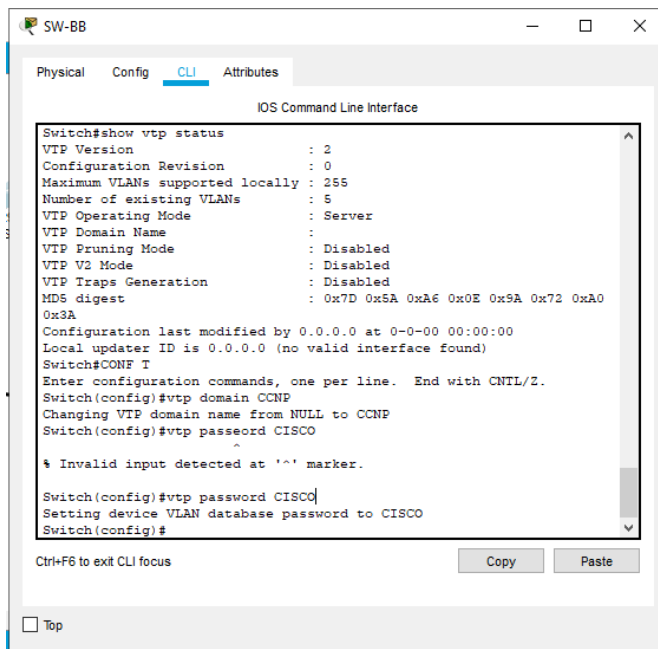 SW-BB
Physical Config CLI Attributes
IOS Command Line Interface
Switch#show vtp status
VTP Version : 2
Configuration Revision : 0
Maximum VLANs supported locally : 255
Number of existing VLANs : 5
VTP Operating Mode : Server
VTP Domain Name :
VTP Pruning Mode : Disabled
VTP V2 Mode : Disabled
VTP Traps Generation : Disabled
MD5 digest : 0x7D 0x5A 0xA6 0x0E 0x9A 0x72 0xA0
0x3A
Configuration last modified by 0.0.0.0 at 0-0-00 00:00:00
Local updater ID is 0.0.0.0 (no valid interface found)
Switch#CONF T
Enter configuration commands, one per line. End with CNTL/Z.
Switch(config)#vtp domain CCNP
Changing VTP domain name from NULL to CCNP
Switch(config)#vtp passeord CISCO
^
% Invalid input detected at '^' marker.
Switch(config)#vtp password CISCO
Setting device VLAN database password to CISCO
Switch(config)#
Ctrl+F6 to exit CLI focus
Copy Paste
Top